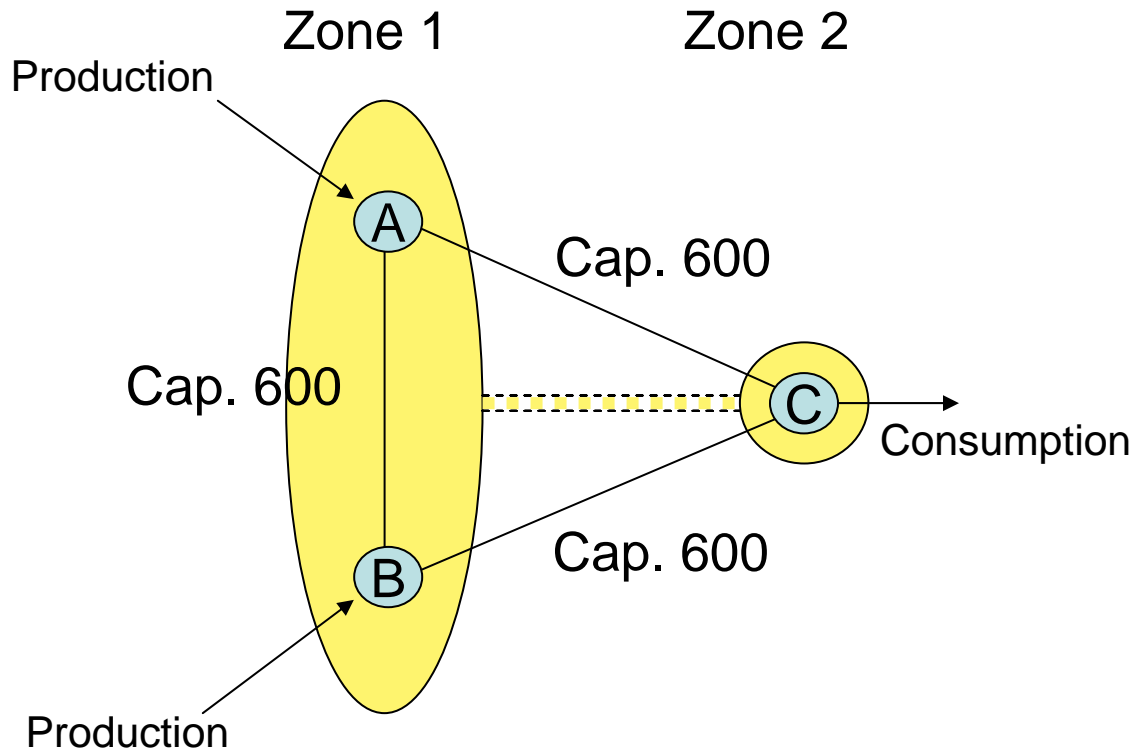 Zone 1
Zone 2
Production
A
Cap. 600
Cap. 600
C
Consumption
Cap. 600
B
Production